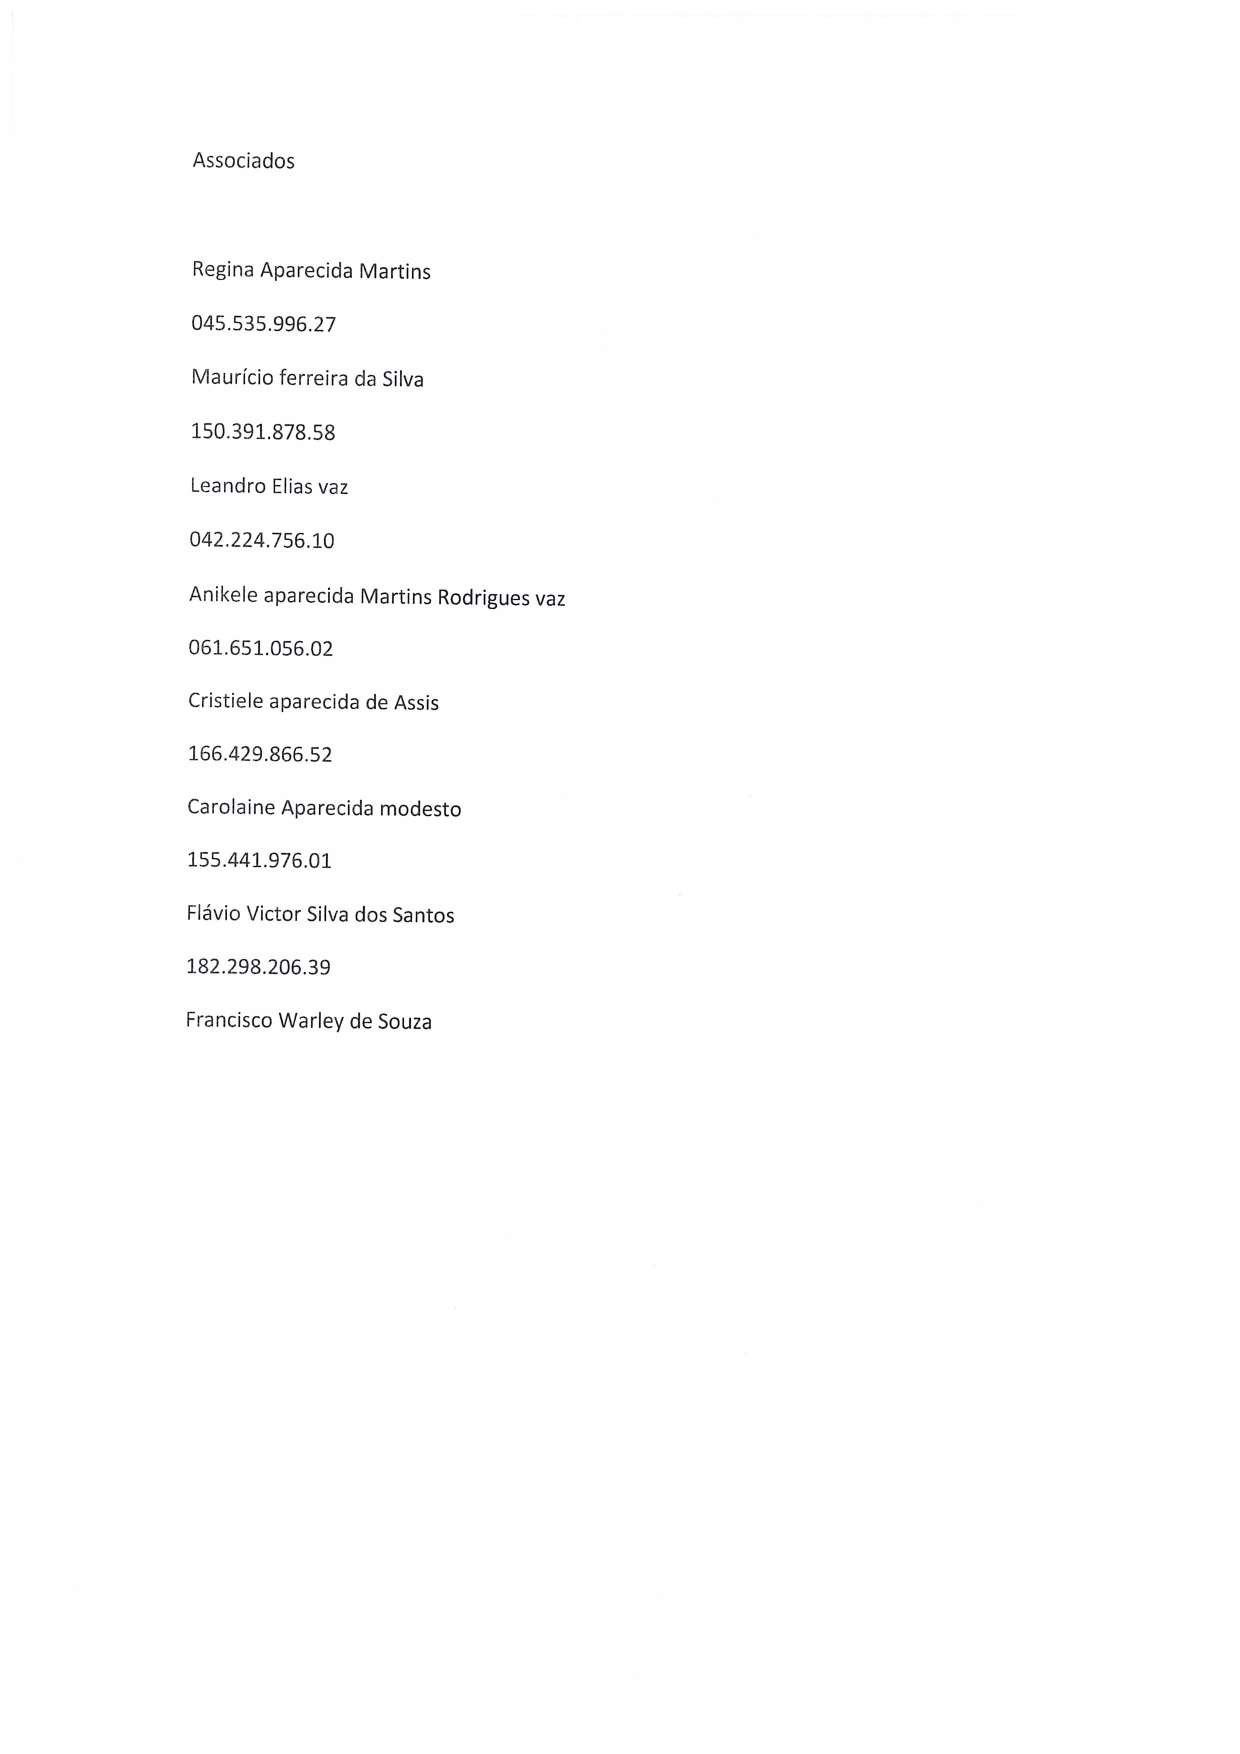 Associados
Regina Aparecida Martins
045.535.996.27
Maurício ferreira da Silva
150.391.878.58
Leandro Elias vaz
042.224.756.10
Anikele aparecida Martins Rodrigues vaz
061.651.056.02
Cristiele aparecida de Assis
166.429.866.52
Carolaine Aparecida modesto
155.441.976.01
Flávio Victor Silva dos Santos
182.298.206.39
Francisco Warley de Souza